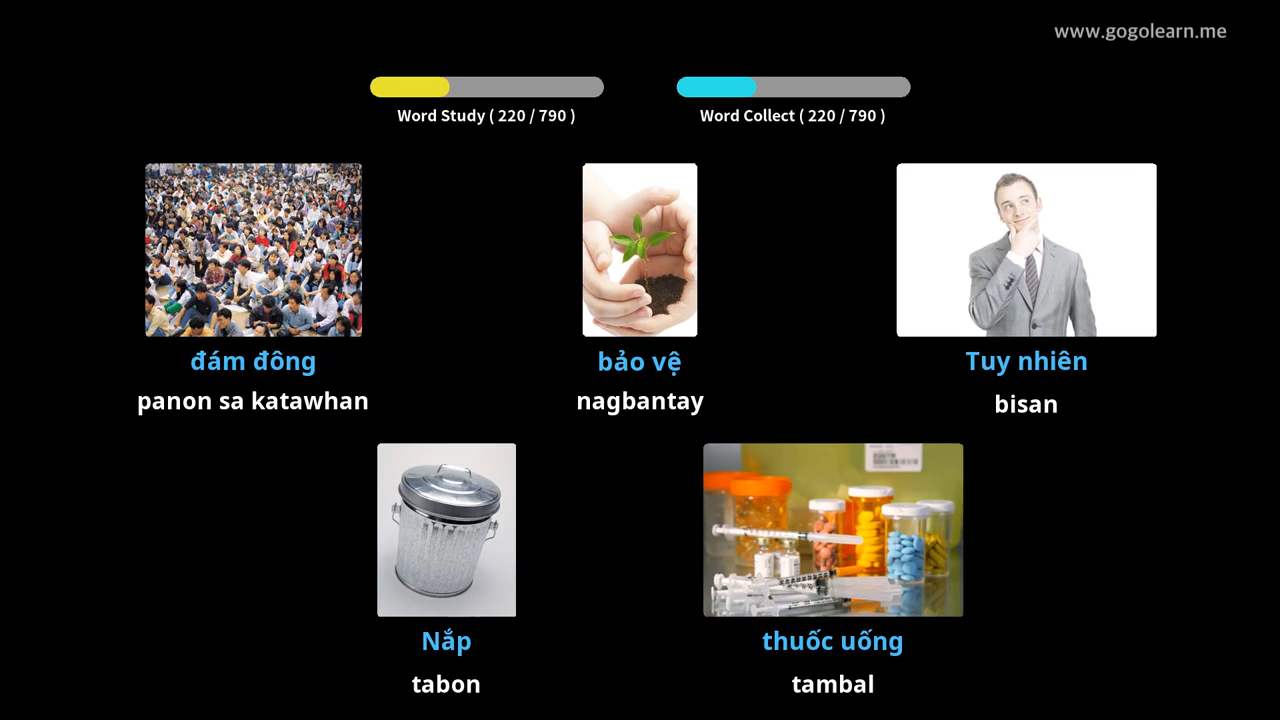 www.gogolearn.me
Word Study ( 220 / 790 )
Word Collect ( 220 / 790 )
đám đông
panon sa katawhan
bảo vệ
nagbantay
Tuy nhiên
bisan
Nắp
tabon
thuốc uống
tambal